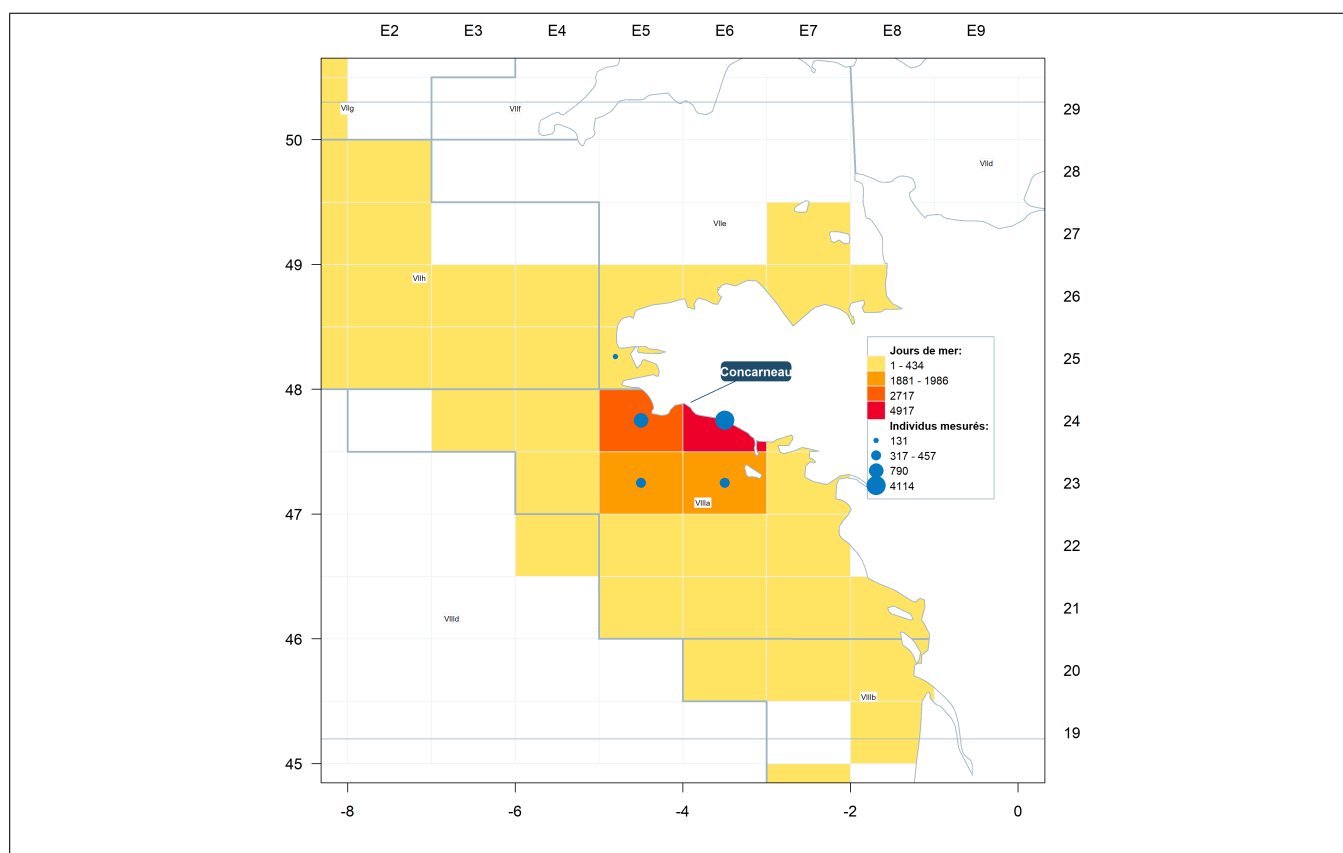 E2 E3 E4 E5 E6 E7 E8 E9
VIIg
VIIf
29
50
VIId
28
VIIe
27
49
VIIh
26
Jours de mer:
25
1 - 434
Concarneau
1881 - 1986
48
2717
4917
24
Individus mesurés:
131
317 - 457
790
23
4114
VIIIa
47
22
21
VIIId
46
20
VIIIb
19
45
-8 -6 -4 -2 0